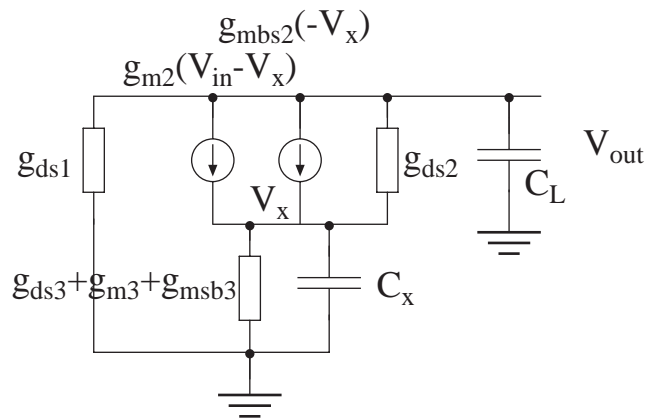 gmbs2(-Vx)
gm2(Vin-Vx)
gds1
gds2
Vout
Vx
CL
gds3+gm3+gmsb3
Cx